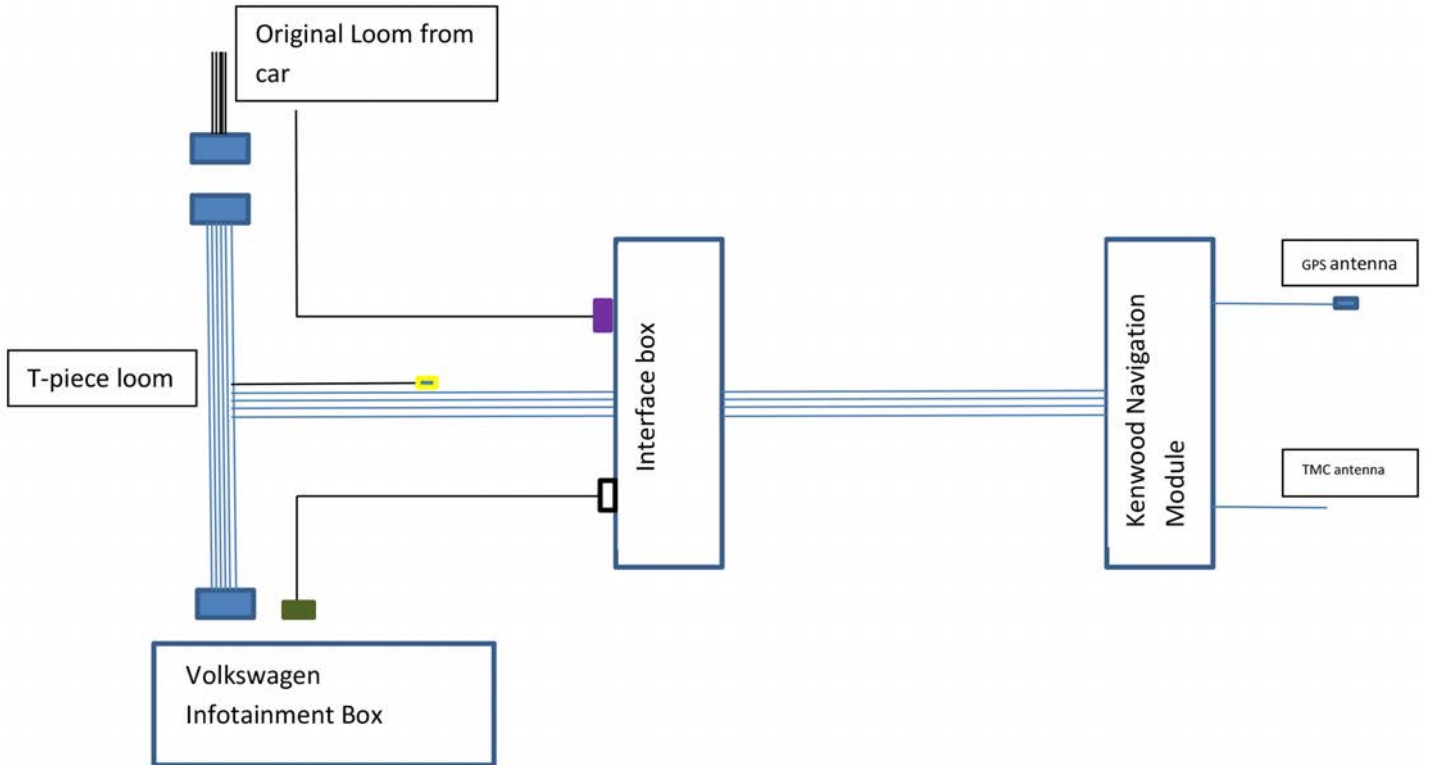 Original Loom from
car
GPS antenna
T-piece loom
Interface box
Kenwood Navigation
Module
TMC antenna
Volkswagen
Infotainment Box